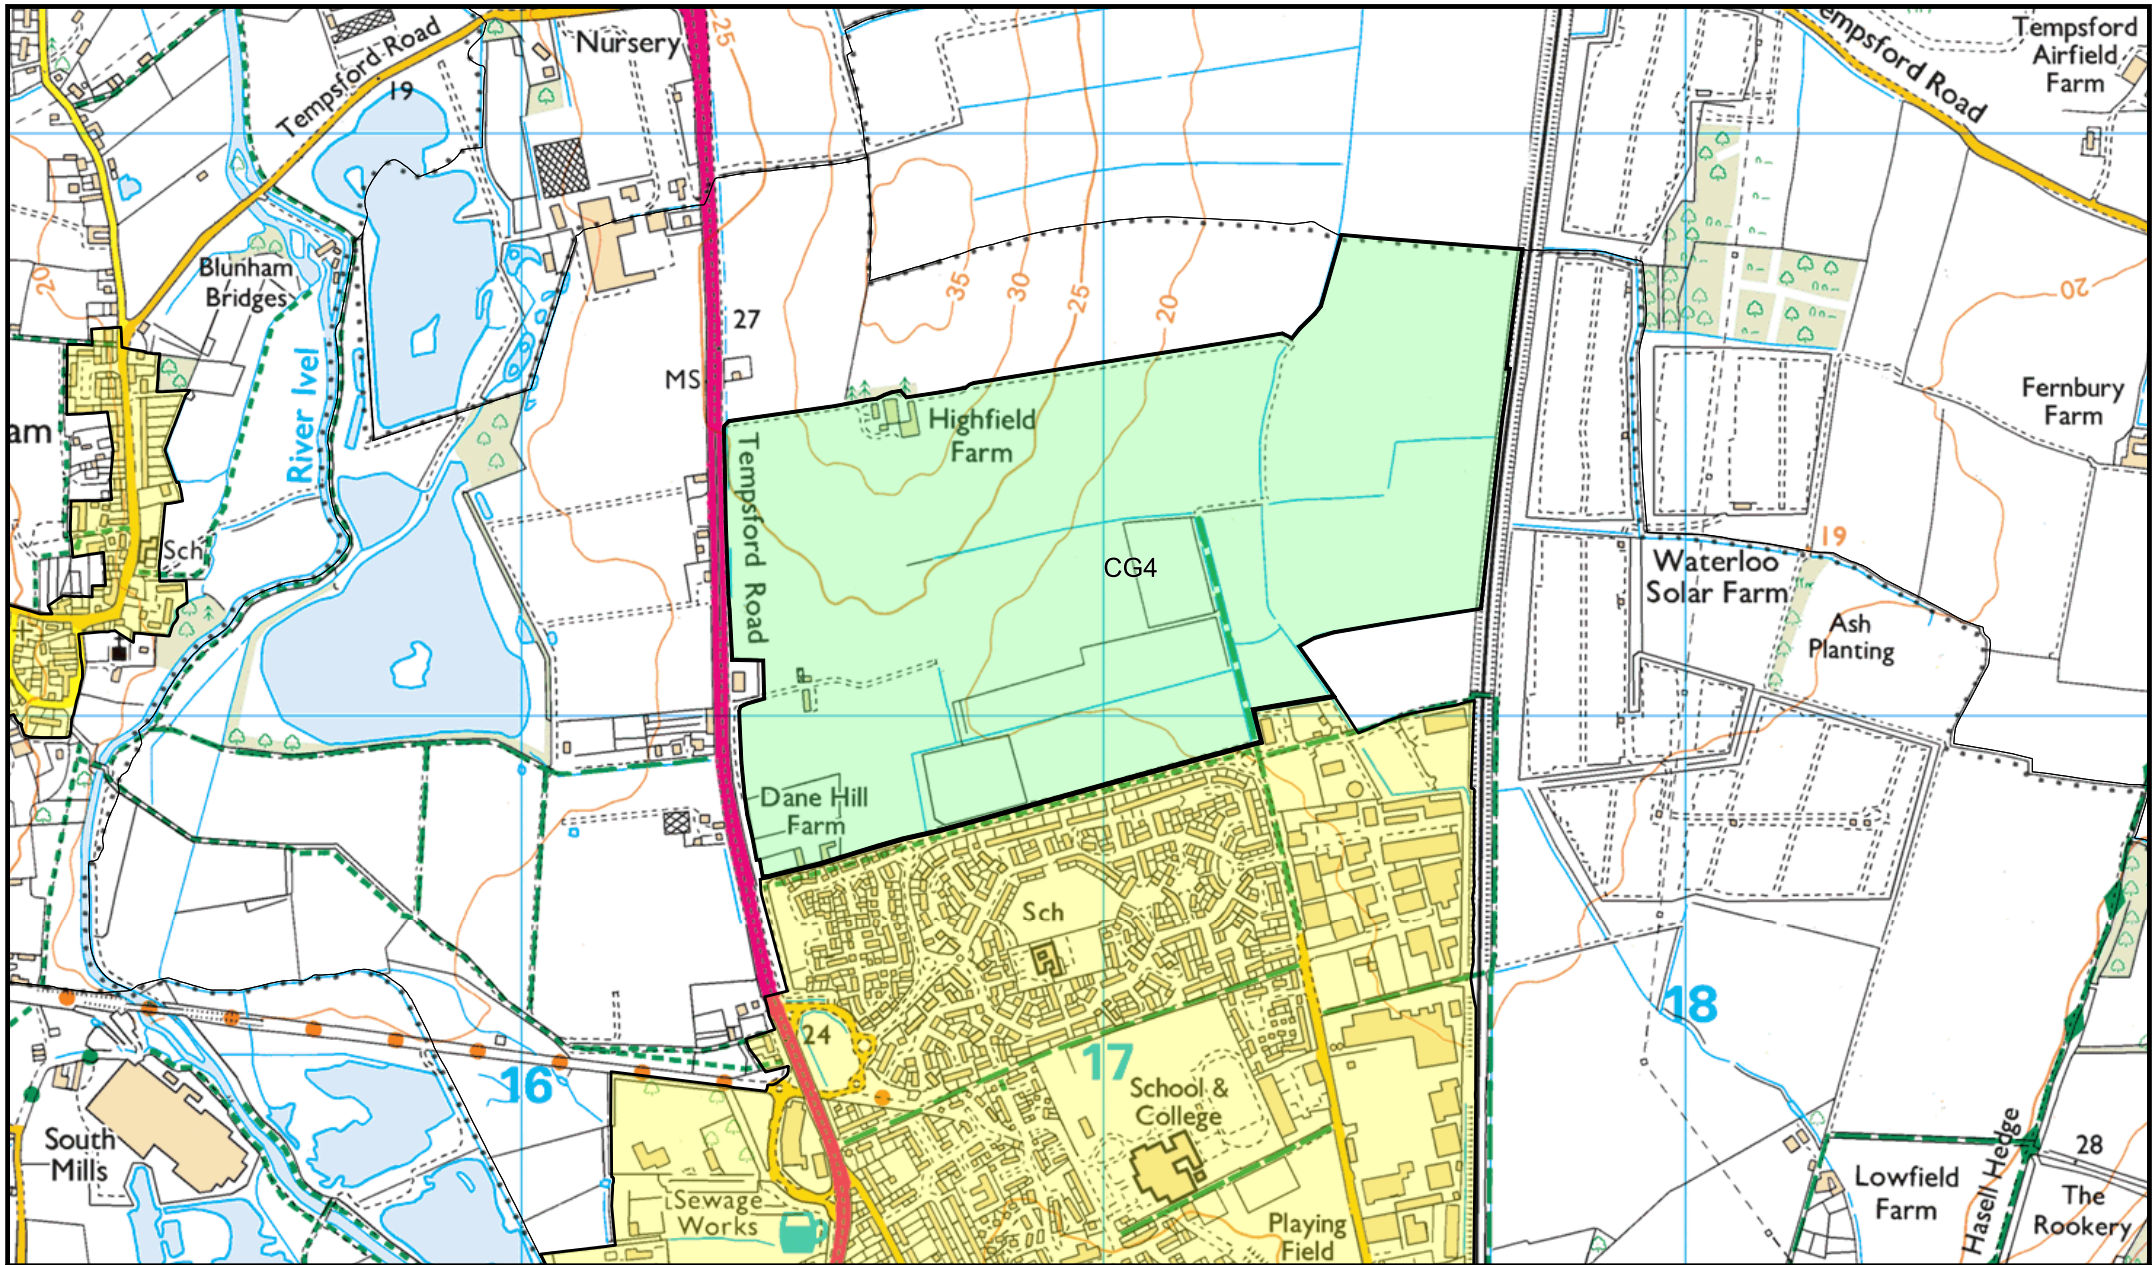 Tempsford Road
19
Nursery
25
Tempsford Road
Tempsford
Airfield
Farm
Blunham
Bridges
20
River Ivel
27
MS
35
30
25
20
20
Fernbury
Farm
am
Highfield
Farm
Tempsford Road
Sch
CG4
19
Waterloo
Solar Farm
Ash
Planting
Dane Hill
Farm
Sch
24
16
17
18
School &
College
South
Mills
Sewage
Works
Playing
Field
Lowfield
Farm
Hasell Hedge
28
The
Rookery